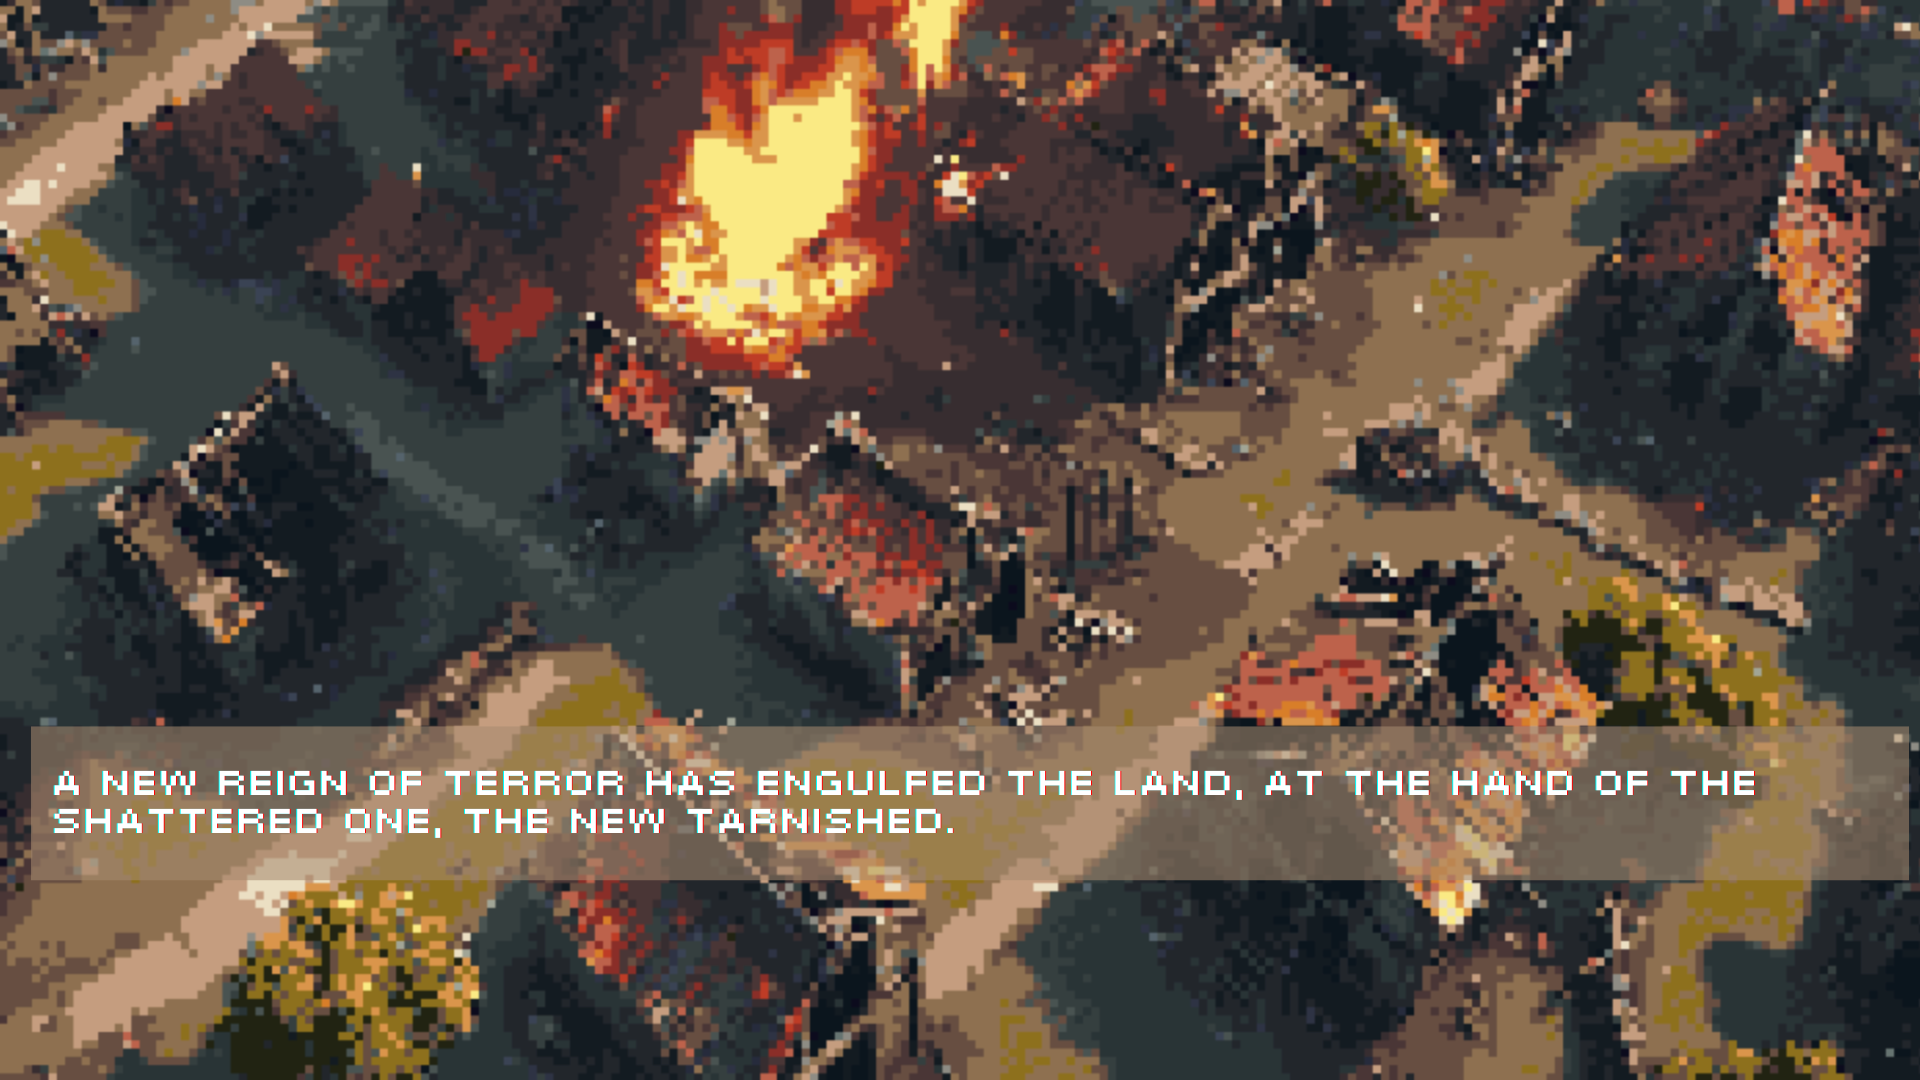 A NEW REIGN OF TERROR HAS ENGULFED THE LAND, AT THE HAND OF THE
SHATTERED ONE, THE NEW TARNISHED.